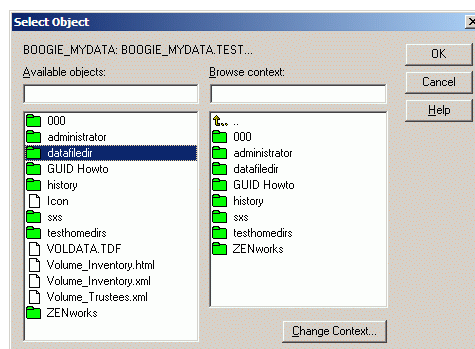 Select Object
BOOGIE_MYDATA: BOOGIE_MYDATA.TEST...
Available objects:
000
administrator
datafiledir
GUID Howto
history
Icon
sxs
testhomedirs
VOLDATA.TDF
Volume_Inventory.html
Volume_Inventory.xml
Volume_Trustees.xml
ZENworks
Browse context:
..
000
administrator
datafiledir
GUID Howto
history
sxs
testhomedirs
ZENworks
Change Context...
OK
Cancel
Help